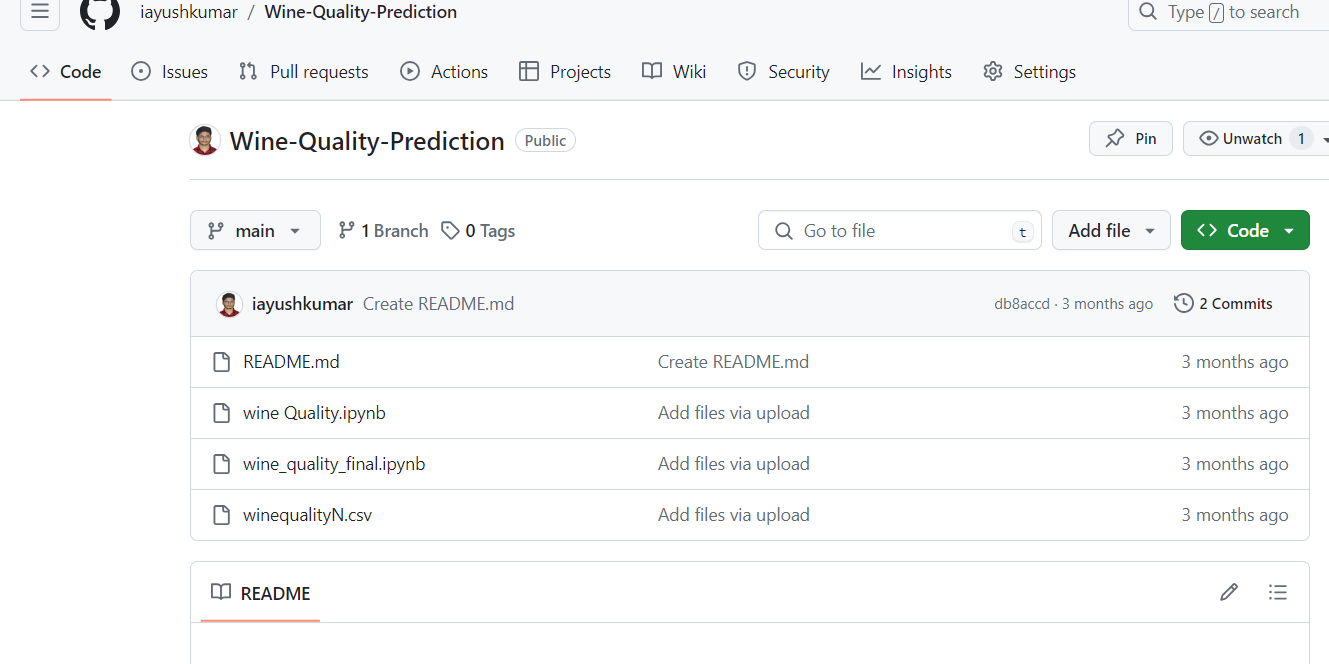 iayushkumar / Wine-Quality-Prediction
Type / to search
Code Issues Pull requests Actions Projects Wiki Security Insights Settings
Wine-Quality-Prediction Public
Pin Unwatch 1
main 1 Branch 0 Tags
Go to file t Add file Code
iayushkumar Create README.md db8accd · 3 months ago 2 Commits
README.md Create README.md 3 months ago
wine Quality.ipynb Add files via upload 3 months ago
wine_quality_final.ipynb Add files via upload 3 months ago
winequalityN.csv Add files via upload 3 months ago
README